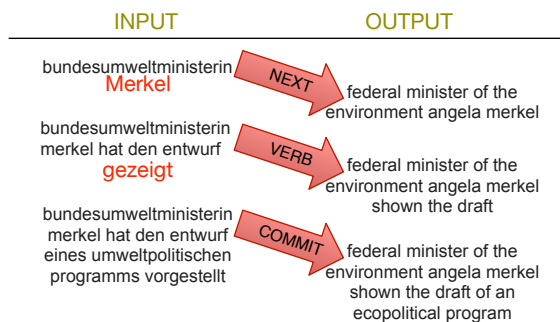 INPUT
OUTPUT
bundesumweltministerin
Merkel
NEXT
federal minister of the
environment angela merkel
bundesumweltministerin
merkel hat den entwurf
gezeigt
VERB
federal minister of the
environment angela merkel
shown the draft
bundesumweltministerin
merkel hat den entwurf
eines umweltpolitischen
programms vorgestellt
COMMIT
federal minister of the
environment angela merkel
shown the draft of an
ecopolitical program